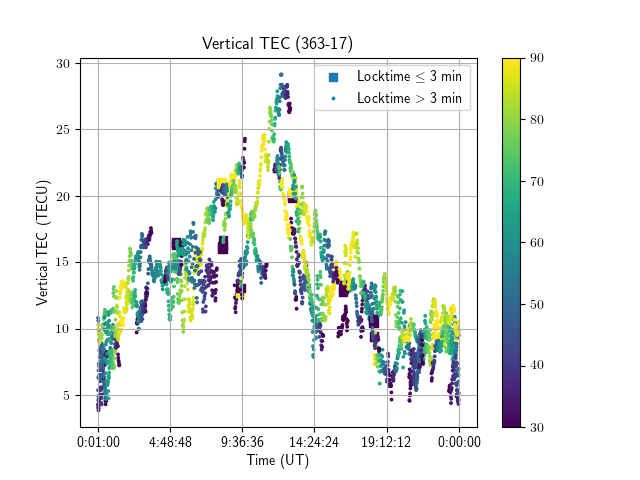 Vertical TEC (363-17)
Locktime ≤ 3 min
Locktime > 3 min
Vertical TEC (TECU)
30
25
20
15
10
5
0:01:00 4:48:48 9:36:36 14:24:24 19:12:12 0:00:00
Time (UT)
90
80
70
60
50
40
30